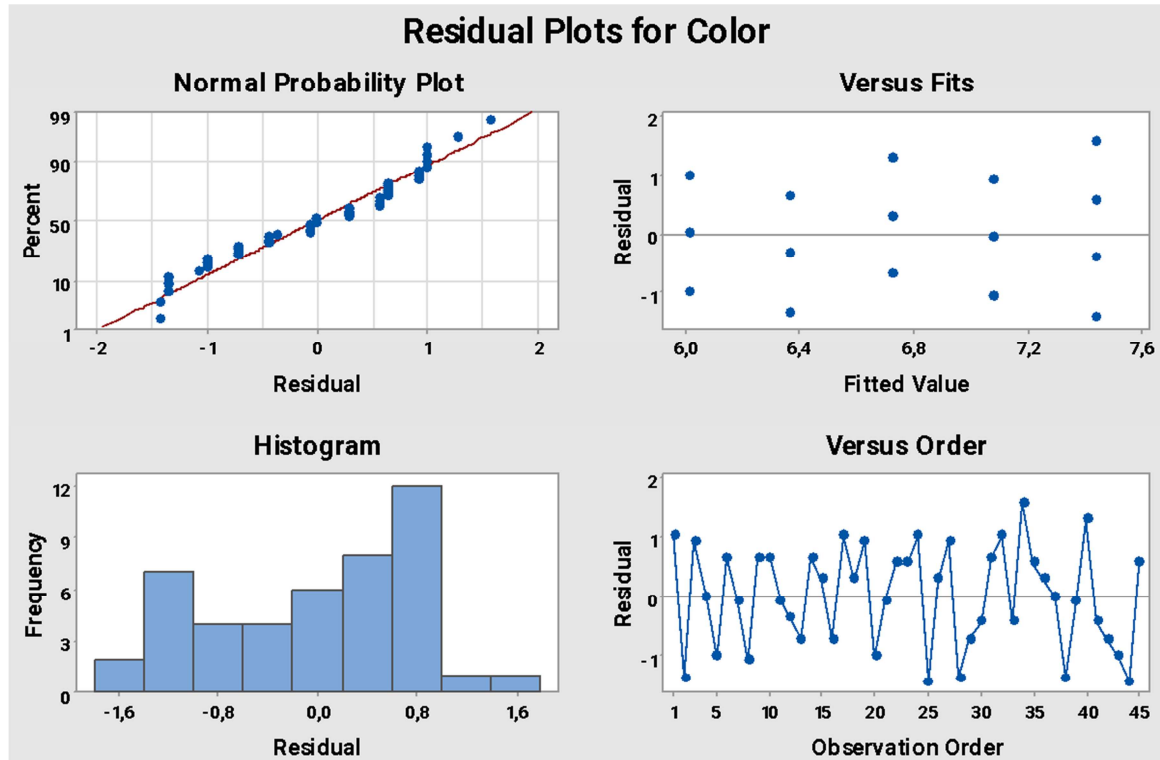 Residual Plots for Color
Normal Probability Plot
99
90
50
10
1
Percent
-2 -1 0 1 2
Residual
Versus Fits
2
1
0
-1
Residual
6,0 6,4 6,8 7,2 7,6
Fitted Value
Histogram
12
9
6
3
0
Frequency
-1,6 -0,8 0,0 0,8 1,6
Residual
Versus Order
2
1
0
-1
Residual
1 5 10 15 20 25 30 35 40 45
Observation Order